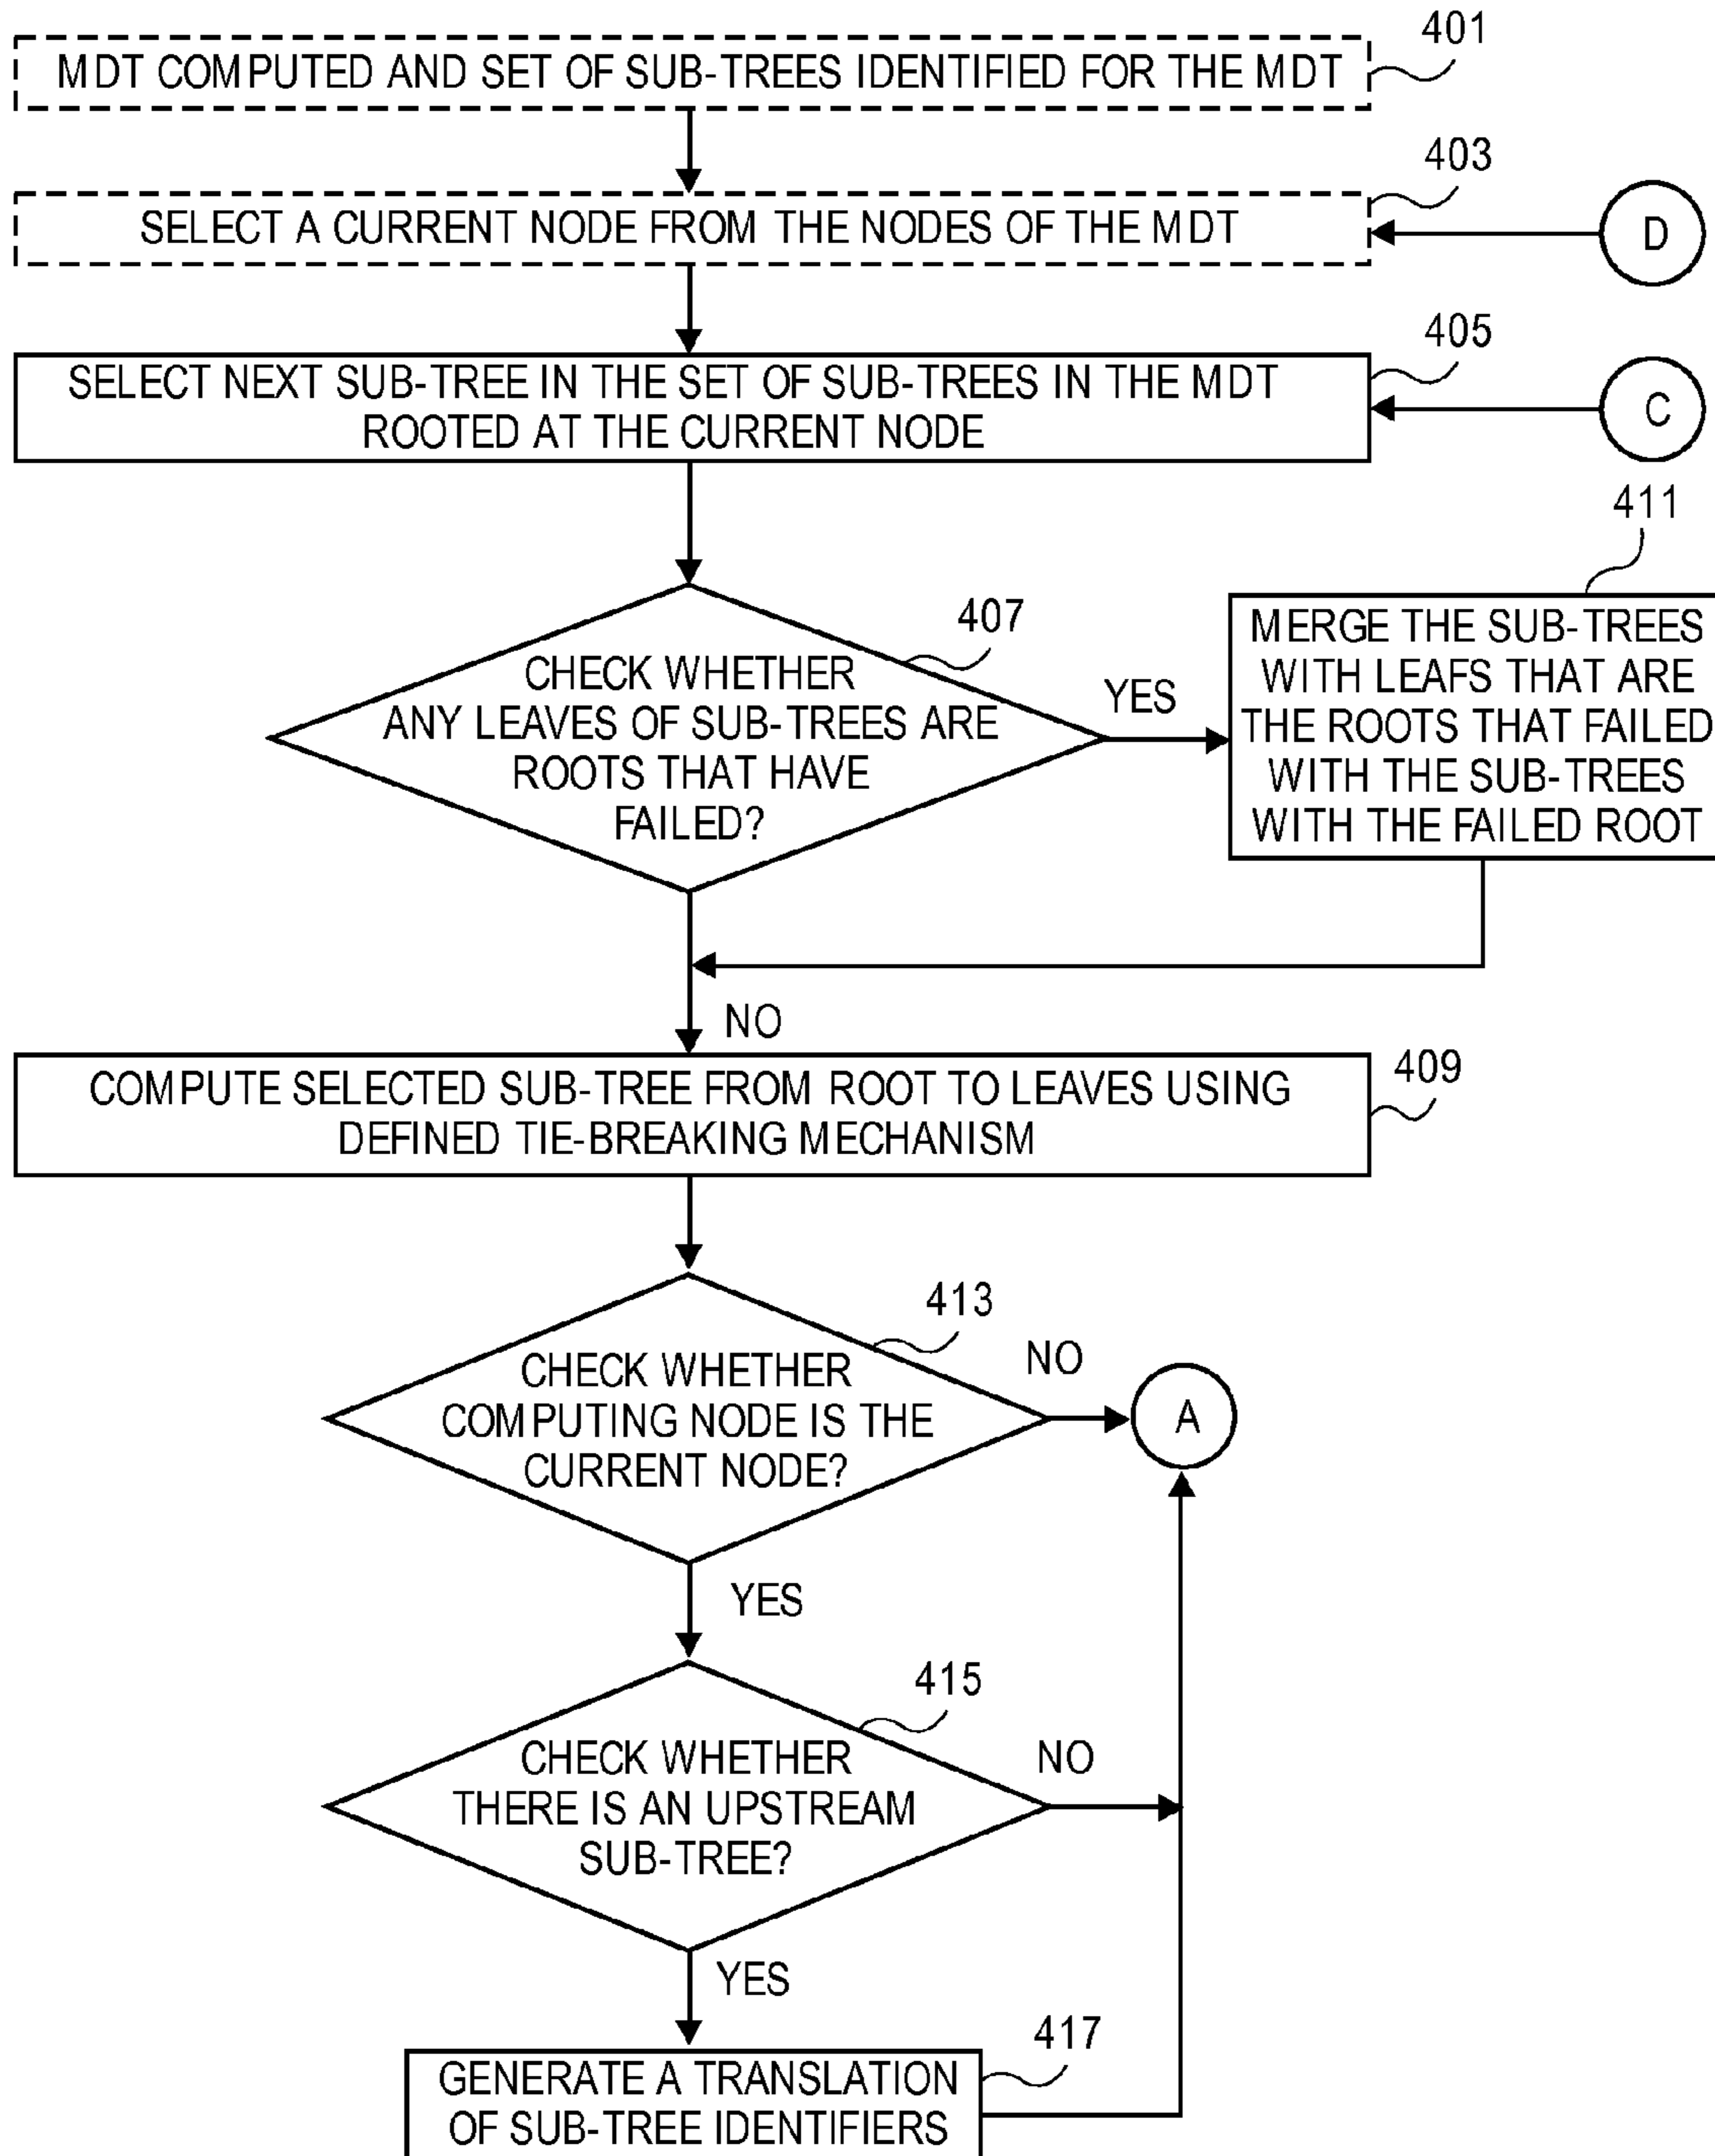 401
MDT COMPUTED AND SET OF SUB-TREES IDENTIFIED FOR THE MDT
403
SELECT A CURRENT NODE FROM THE NODES OF THE MDT
D
405
SELECT NEXT SUB-TREE IN THE SET OF SUB-TREES IN THE MDT
ROOTED AT THE CURRENT NODE
C
411
407
CHECK WHETHER
ANY LEAVES OF SUB-TREES ARE
ROOTS THAT HAVE
FAILED?
YES
MERGE THE SUB-TREES
WITH LEAFS THAT ARE
THE ROOTS THAT FAILED
WITH THE SUB-TREES
WITH THE FAILED ROOT
NO
COMPUTE SELECTED SUB-TREE FROM ROOT TO LEAVES USING
DEFINED TIE-BREAKING MECHANISM
409
413
CHECK WHETHER
COMPUTING NODE IS THE
CURRENT NODE?
NO
A
YES
415
CHECK WHETHER
THERE IS AN UPSTREAM
SUB-TREE?
NO
YES
417
GENERATE A TRANSLATION
OF SUB-TREE IDENTIFIERS